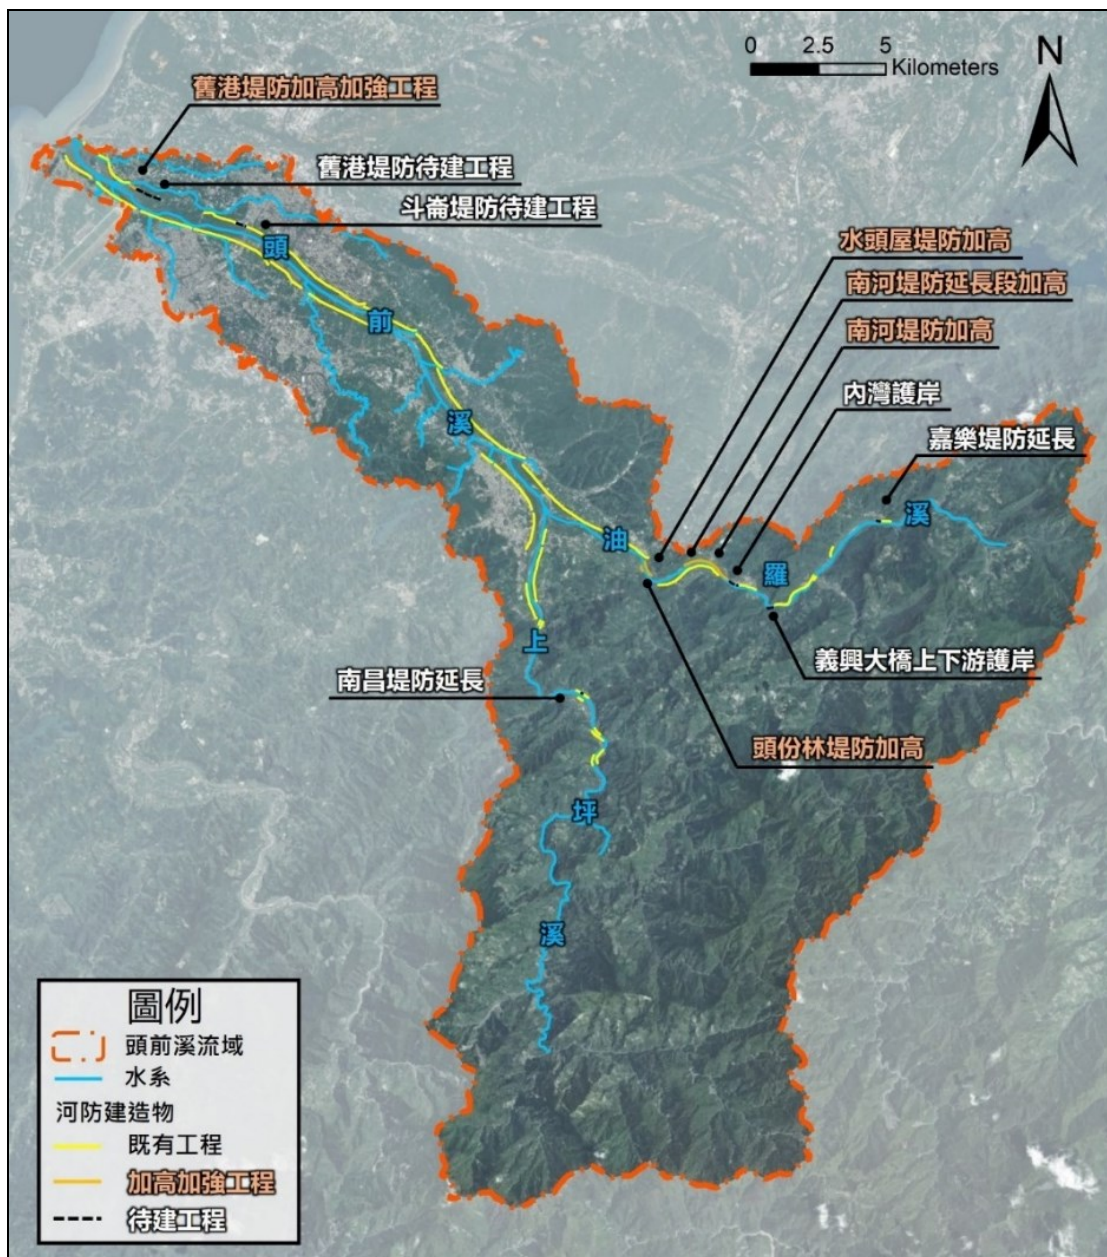 0 2.5 5
Kilometers
N
舊港堤防加高加強工程
舊港堤防待建工程
斗崙堤防待建工程
水頭屋堤防加高
南河堤防延長段加高
南河堤防加高
內灣護岸
嘉樂堤防延長
頭
前
溪
油
羅
溪
上
坪
溪
義興大橋上下游護岸
南昌堤防延長
頭份林堤防加高
圖例
頭前溪流域
水系
河防建造物
既有工程
加高加強工程
待建工程